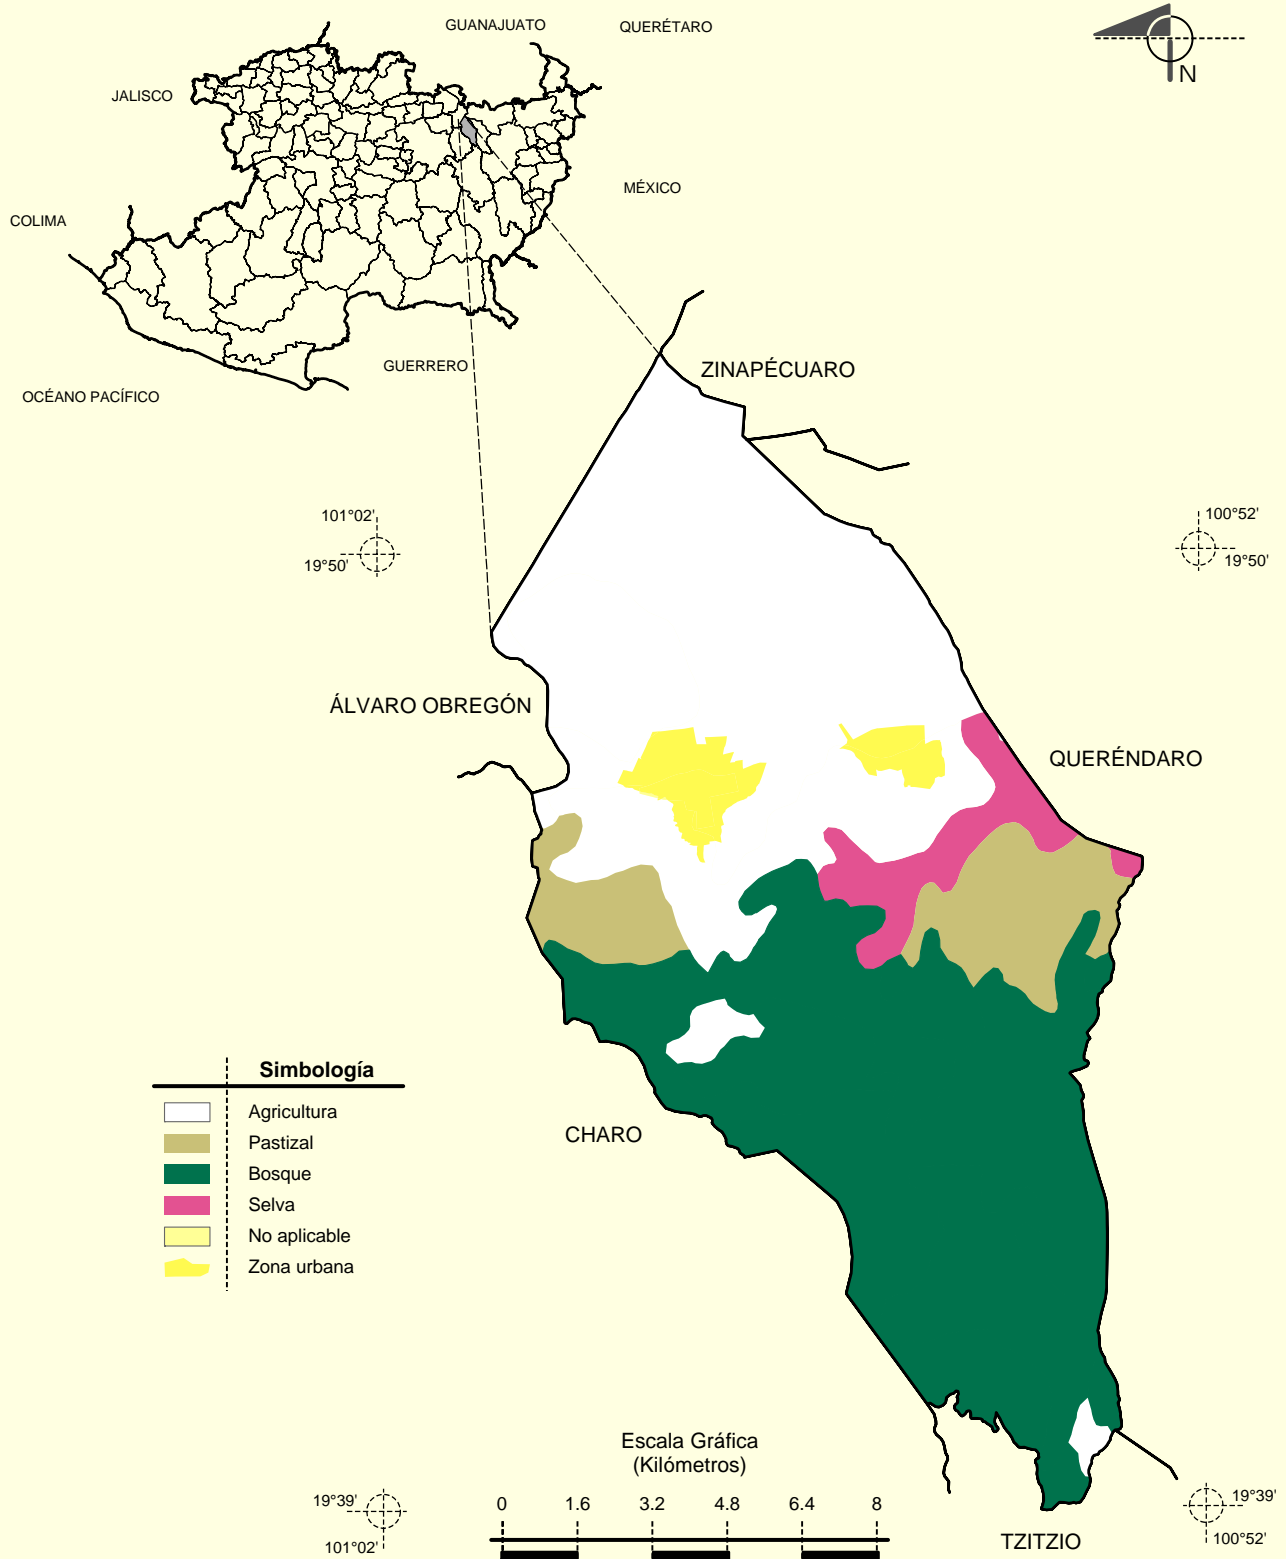 GUANAJUATO
QUERÉTARO
N
JALISCO
MÉXICO
COLIMA
GUERRERO
OCÉANO PACÍFICO
ZINAPÉCUARO
101°02'
19°50'
100°52'
19°50'
ÁLVARO OBREGÓN
QUERÉNDARO
Simbología
Agricultura
Pastizal
Bosque
Selva
No aplicable
Zona urbana
CHARO
Escala Gráfica
(Kilómetros)
0 1.6 3.2 4.8 6.4 8
19°39'
101°02'
19°39'
100°52'
TZITZIO